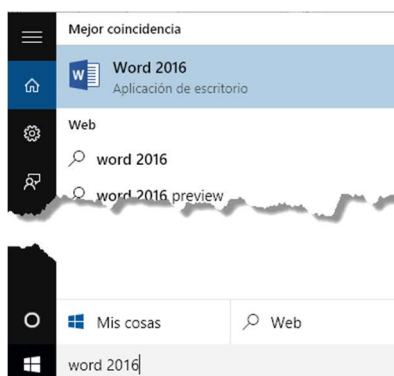 Mejor coincidencia
Word 2016
Aplicación de escritorio
Web
word 2016
word 2016 preview
Mis cosas
Web
word 2016